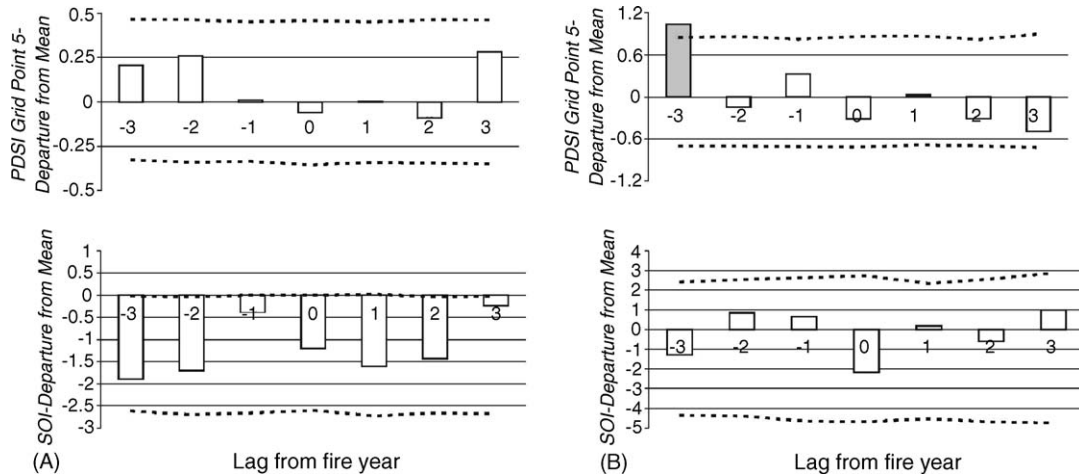 PDSI Grid Point 5-
Departure from Mean
0.5
0.25
0
-0.25
-0.5
-3 -2 -1 0 1 2 3
PDSI Grid Point 5-
Departure from Mean
1.2
0.6
0
-0.6
-1.2
-3 -2 -1 0 1 2 3
SOI-Departure from Mean
1
0.5
0
-0.5
-1
-1.5
-2
-2.5
-3
-3 -2 -1 0 1 2 3
(A)
Lag from fire year
SOI-Departure from Mean
4
3
2
1
0
-1
-2
-3
-4
-5
-3 -2 -1 0 1 2 3
(B)
Lag from fire year